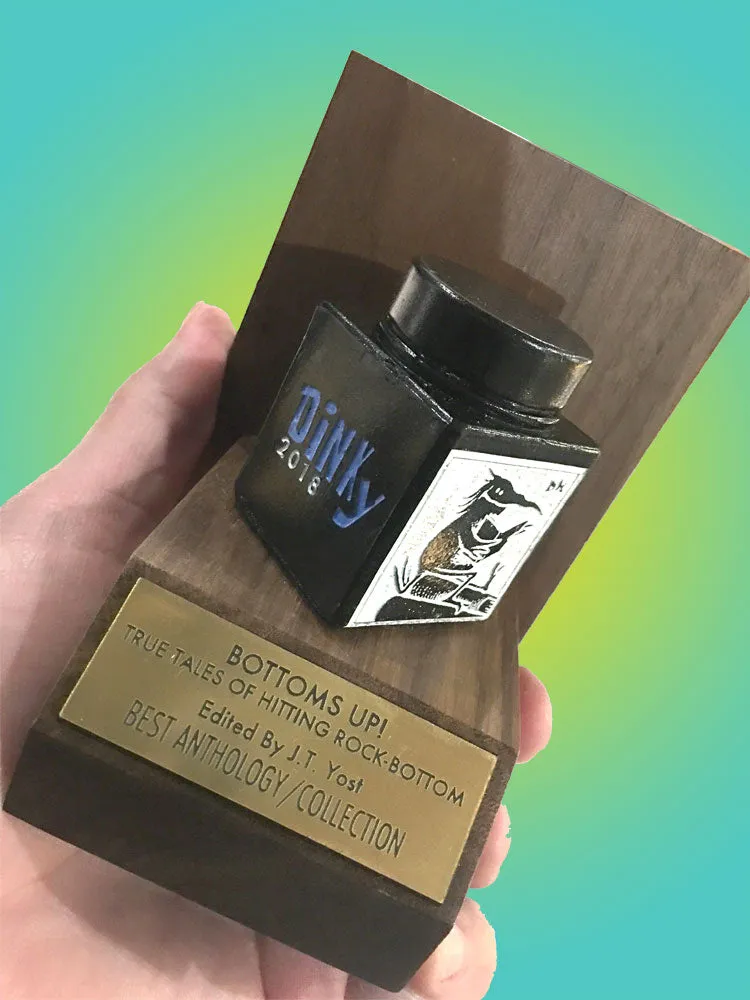 DiNKy
2018
BOTTOMS UP!
TRUE TALES OF HITTING ROCK-BOTTOM
Edited By J.T. Yost
BEST ANTHOLOGY/COLLECTION